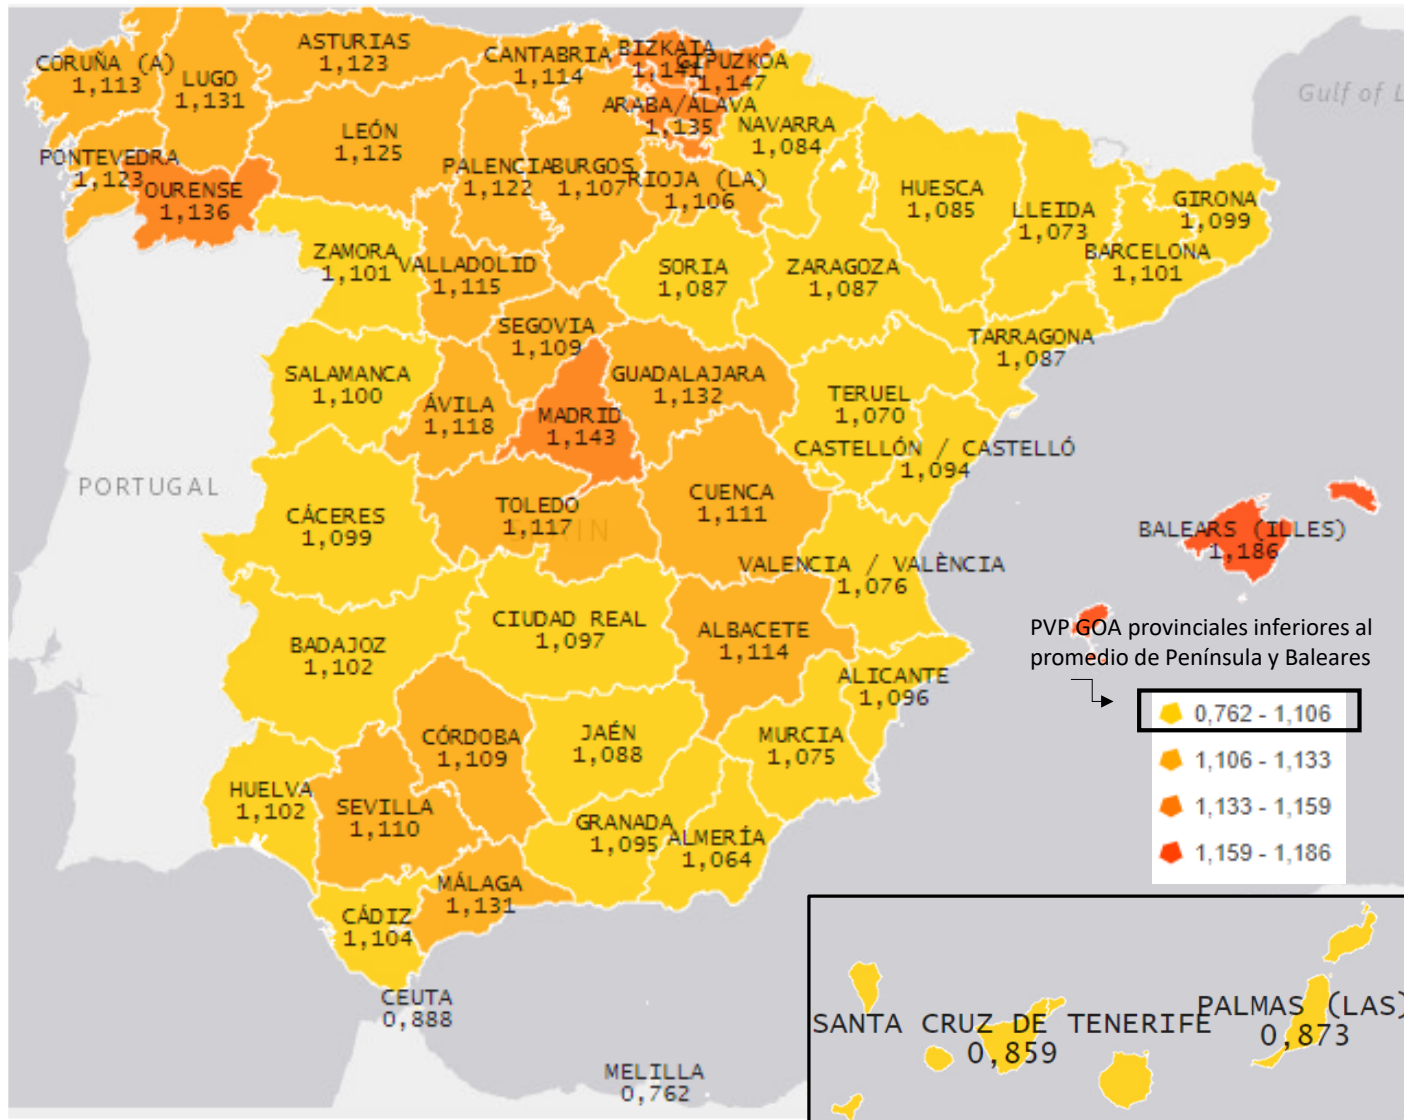 ASTURIAS
1,123
CANTABRIA
1,114
BIZKAIA
1,141
GIPUZKOA
1,147
CORUÑA (A)
1,113
LUGO
1,131
ARABA/ÁLAVA
1,135
Gulf of L
NAVARRA
1,084
LEÓN
1,125
PONTEVEDRA
1,123
OURENSE
1,136
PALENCIA
1,122
BURGOS
1,107
RIOJA (LA)
1,106
HUESCA
1,085
LLEIDA
1,073
GIRONA
1,099
BARCELONA
1,101
ZAMORA
1,101
VALLADOLID
1,115
SORIA
1,087
ZARAGOZA
1,087
SEGOVIA
1,109
TARRAGONA
1,087
SALAMANCA
1,100
ÁVILA
1,118
MADRID
1,143
GUADALAJARA
1,132
TERUEL
1,070
CASTELLÓN / CASTELLÓ
1,094
PORTUGAL
CÁCERES
1,099
TOLEDO
1,117
CUENCA
1,111
BALEARS (ILLES)
1,186
VALENCIA / VALÈNCIA
1,076
BADAJOZ
1,102
CIUDAD REAL
1,097
ALBACETE
1,114
ALICANTE
1,096
PVP GOA provinciales inferiores al
promedio de Península y Baleares
0,762 - 1,106
1,106 - 1,133
1,133 - 1,159
1,159 - 1,186
CÓRDOBA
1,109
JAÉN
1,088
MURCIA
1,075
HUELVA
1,102
SEVILLA
1,110
GRANADA
1,095
ALMERÍA
1,064
MÁLAGA
1,131
CÁDIZ
1,104
CEUTA
0,888
MELILLA
0,762
SANTA CRUZ DE TENERIFE
0,859
PALMAS (LAS)
0,873